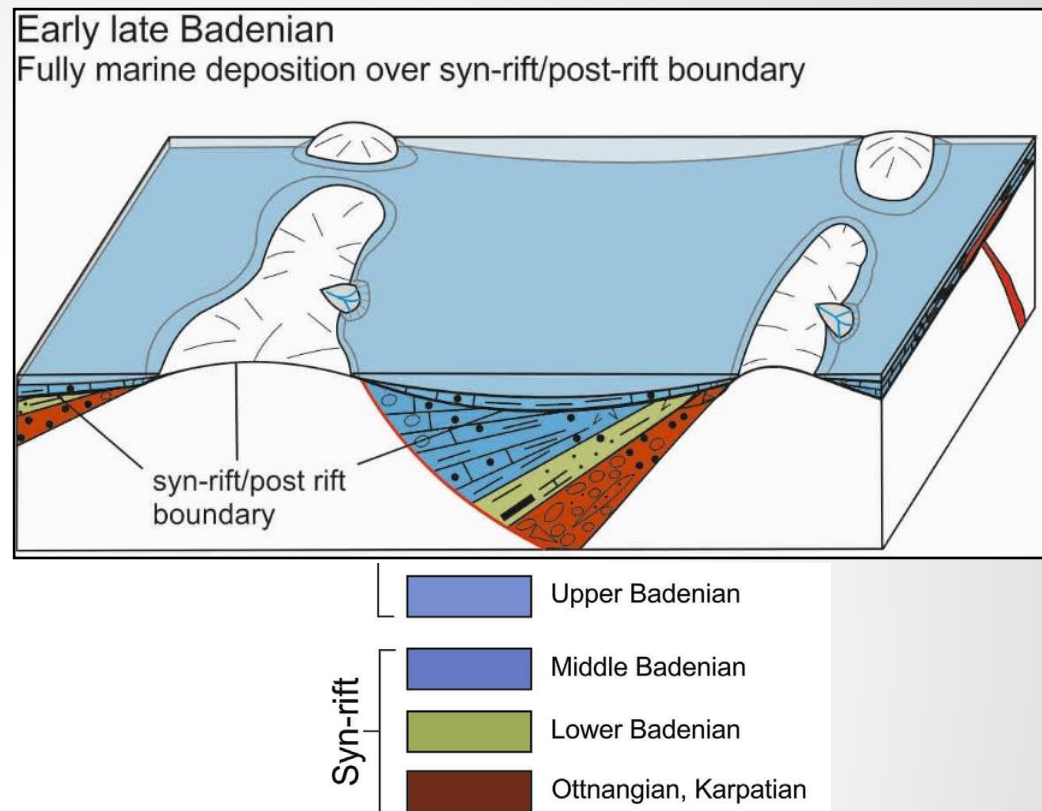 Early late Badenian
Fully marine deposition over syn-rift/post-rift boundary
syn-rift/post rift
boundary
Upper Badenian
Syn-rift
Middle Badenian
Lower Badenian
Ottnangian, Karpatian